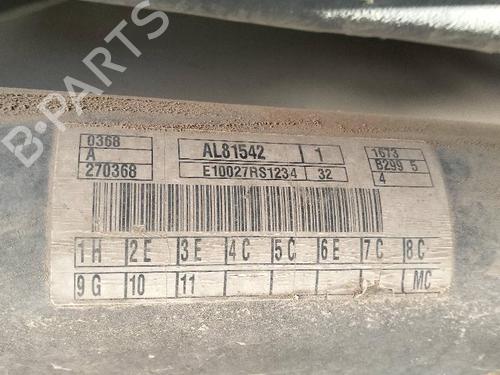 B-PARTS
0368 AL81542 1 1673
A B299 5
270368 E10027RS1234 32 4
1H 2E 3E 4C 5C 6E 7C 8C
9G 10 11 MC